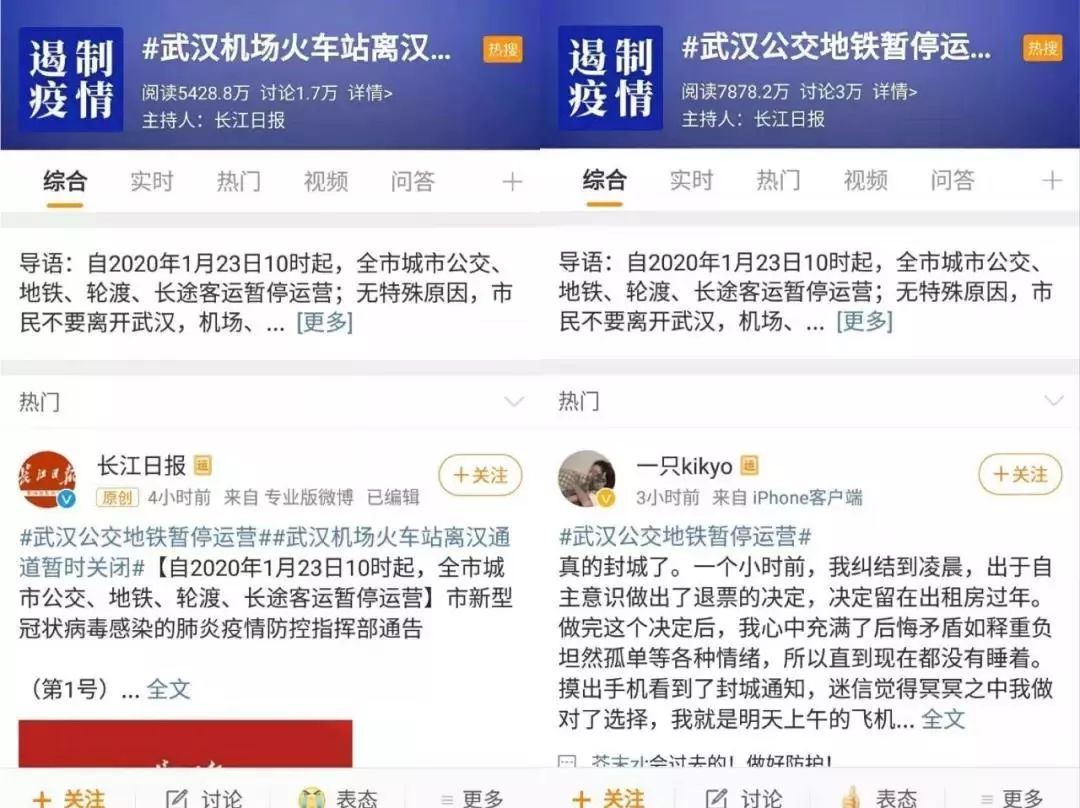 遏制
疫情
#武汉机场火车站离汉...
热搜
阅读5428.8万 讨论1.7万 详情>
主持人：长江日报
综合 实时 热门 视频 问答 +
导语：自2020年1月23日10时起，全市城市公交、
地铁、轮渡、长途客运暂停运营；无特殊原因，市
民不要离开武汉，机场、... [更多]
热门
长江日报
+关注
原创 4小时前 来自 专业版微博 已编辑
#武汉公交地铁暂停运营##武汉机场火车站离汉通
道暂时关闭#【自2020年1月23日10时起，全市城
市公交、地铁、轮渡、长途客运暂停运营】市新型
冠状病毒感染的肺炎疫情防控指挥部通告
（第1号）... 全文
+ 关注 讨论 表态 更多
遏制
疫情
#武汉公交地铁暂停运...
热搜
阅读7878.2万 讨论3万 详情>
主持人：长江日报
综合 实时 热门 视频 问答 +
导语：自2020年1月23日10时起，全市城市公交、
地铁、轮渡、长途客运暂停运营；无特殊原因，市
民不要离开武汉，机场、... [更多]
热门
一只kikyo
+关注
3小时前 来自 iPhone客户端
#武汉公交地铁暂停运营#
真的封城了。一个小时前，我纠结到凌晨，出于自
主意识做出了退票的决定，决定留在出租房过年。
做完这个决定后，我心中充满了后悔矛盾如释重负
坦然孤单等各种情绪，所以直到现在都没有睡着。
摸出手机看到了封城通知，迷信觉得冥冥之中我做
对了选择，我就是明天上午的飞机... 全文
芥末zl:会过去的！做好防护！
+ 关注 讨论 表态 更多